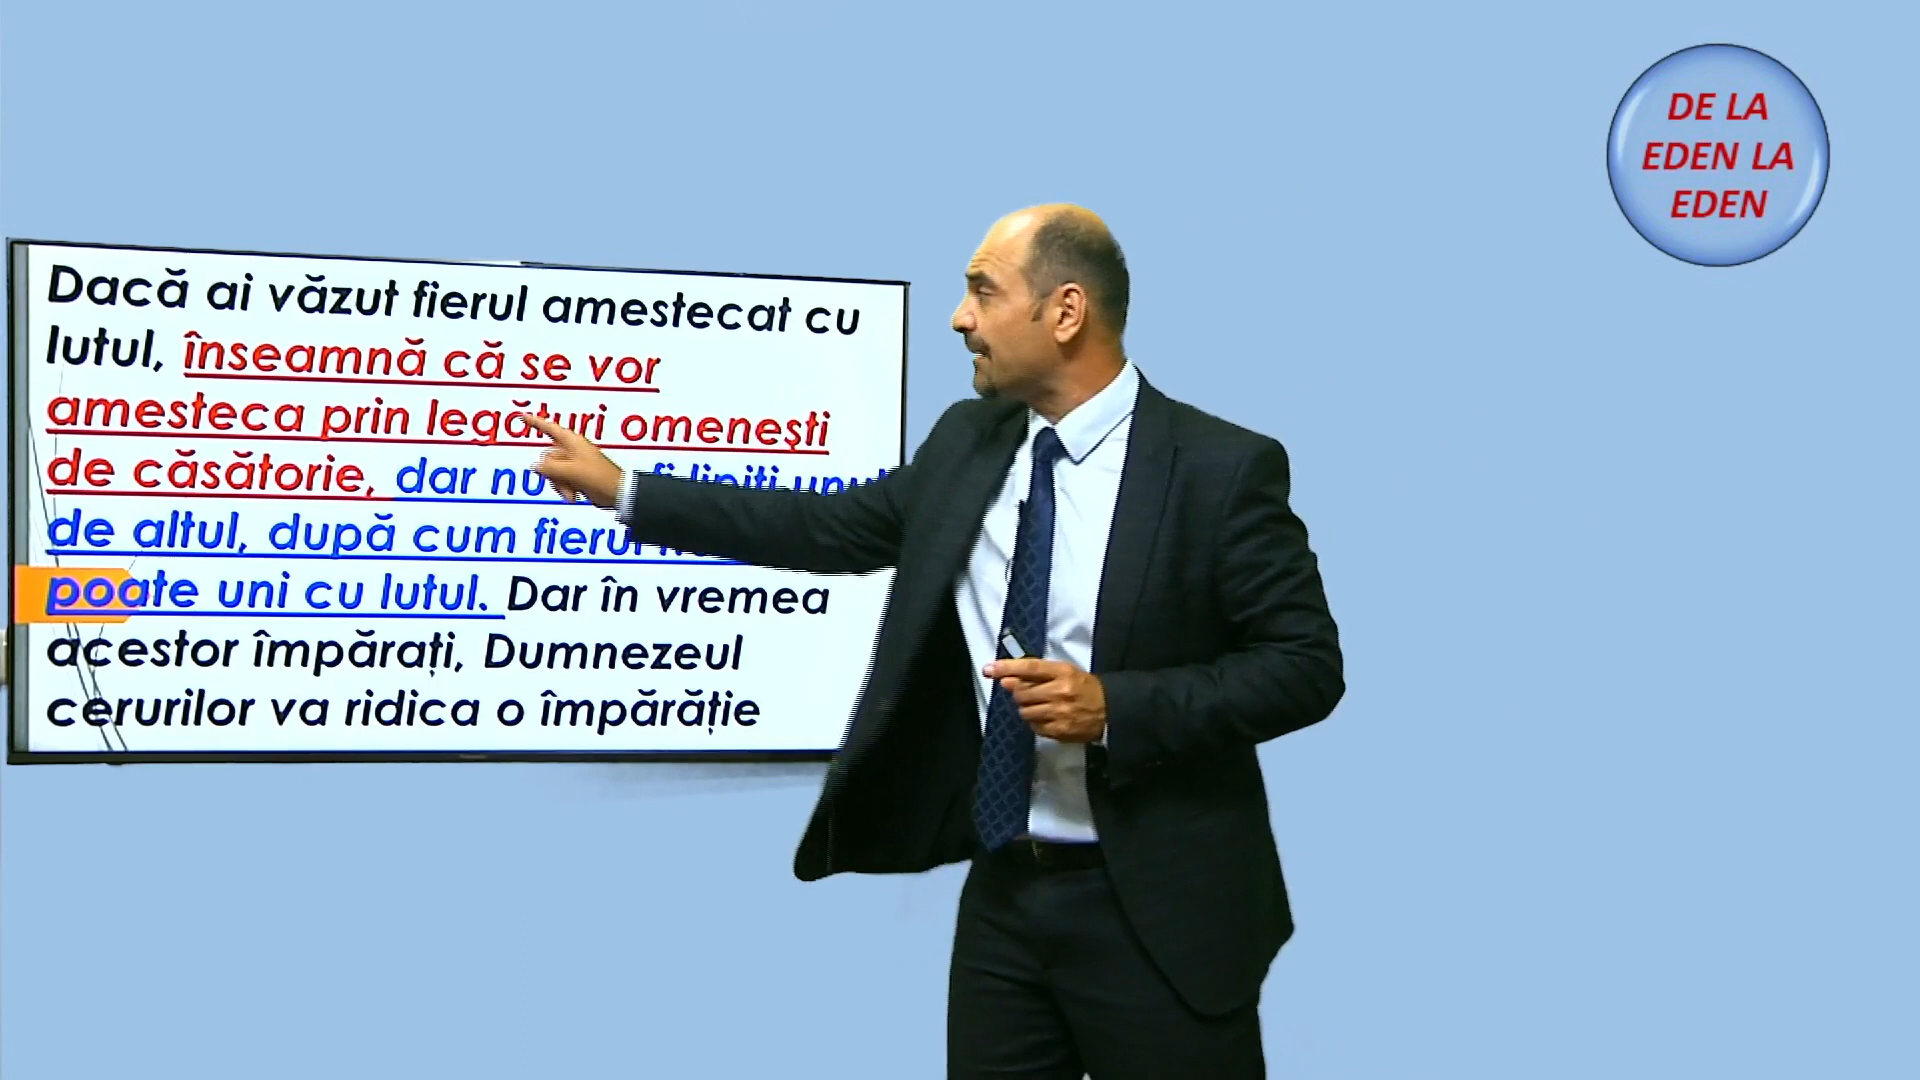 Dacă ai văzut fierul amestecat cu
lutul, înseamnă că se vor
amesteca prin legături omenești
de căsătorie, dar nu lipiți unul
de altul, după cum fierul
poate uni cu lutul. Dar în vremea
acestor împărați, Dumnezeul
cerurilor va ridica o împărăție
DE LA
EDEN LA
EDEN